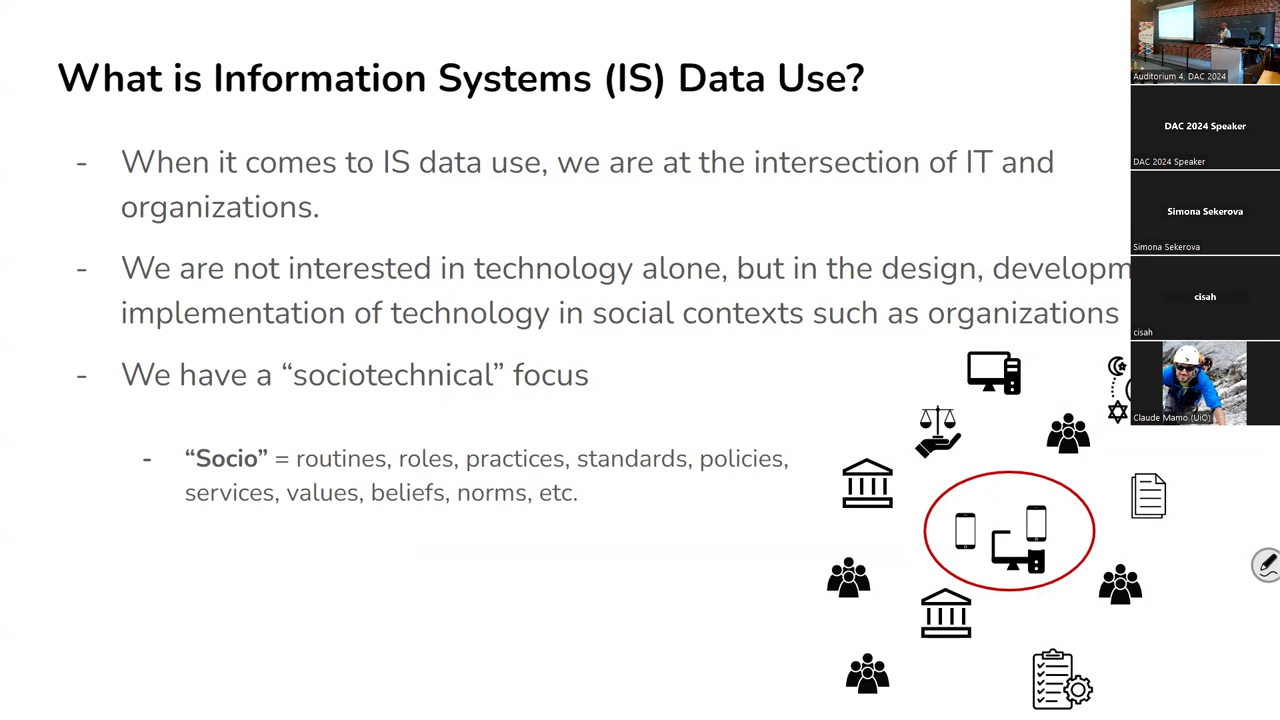 What is Information Systems (IS) Data Use?
- When it comes to IS data use, we are at the intersection of IT and
organizations.
- We are not interested in technology alone, but in the design, developm
implementation of technology in social contexts such as organizations
- We have a “sociotechnical” focus
- “Socio” = routines, roles, practices, standards, policies,
services, values, beliefs, norms, etc.
Auditorium 4, DAC 2024
DAC 2024 Speaker
DAC 2024 Speaker
Simona Sekerova
Simona Sekerova
cisah
cisah
Claude Mamo (UiO)